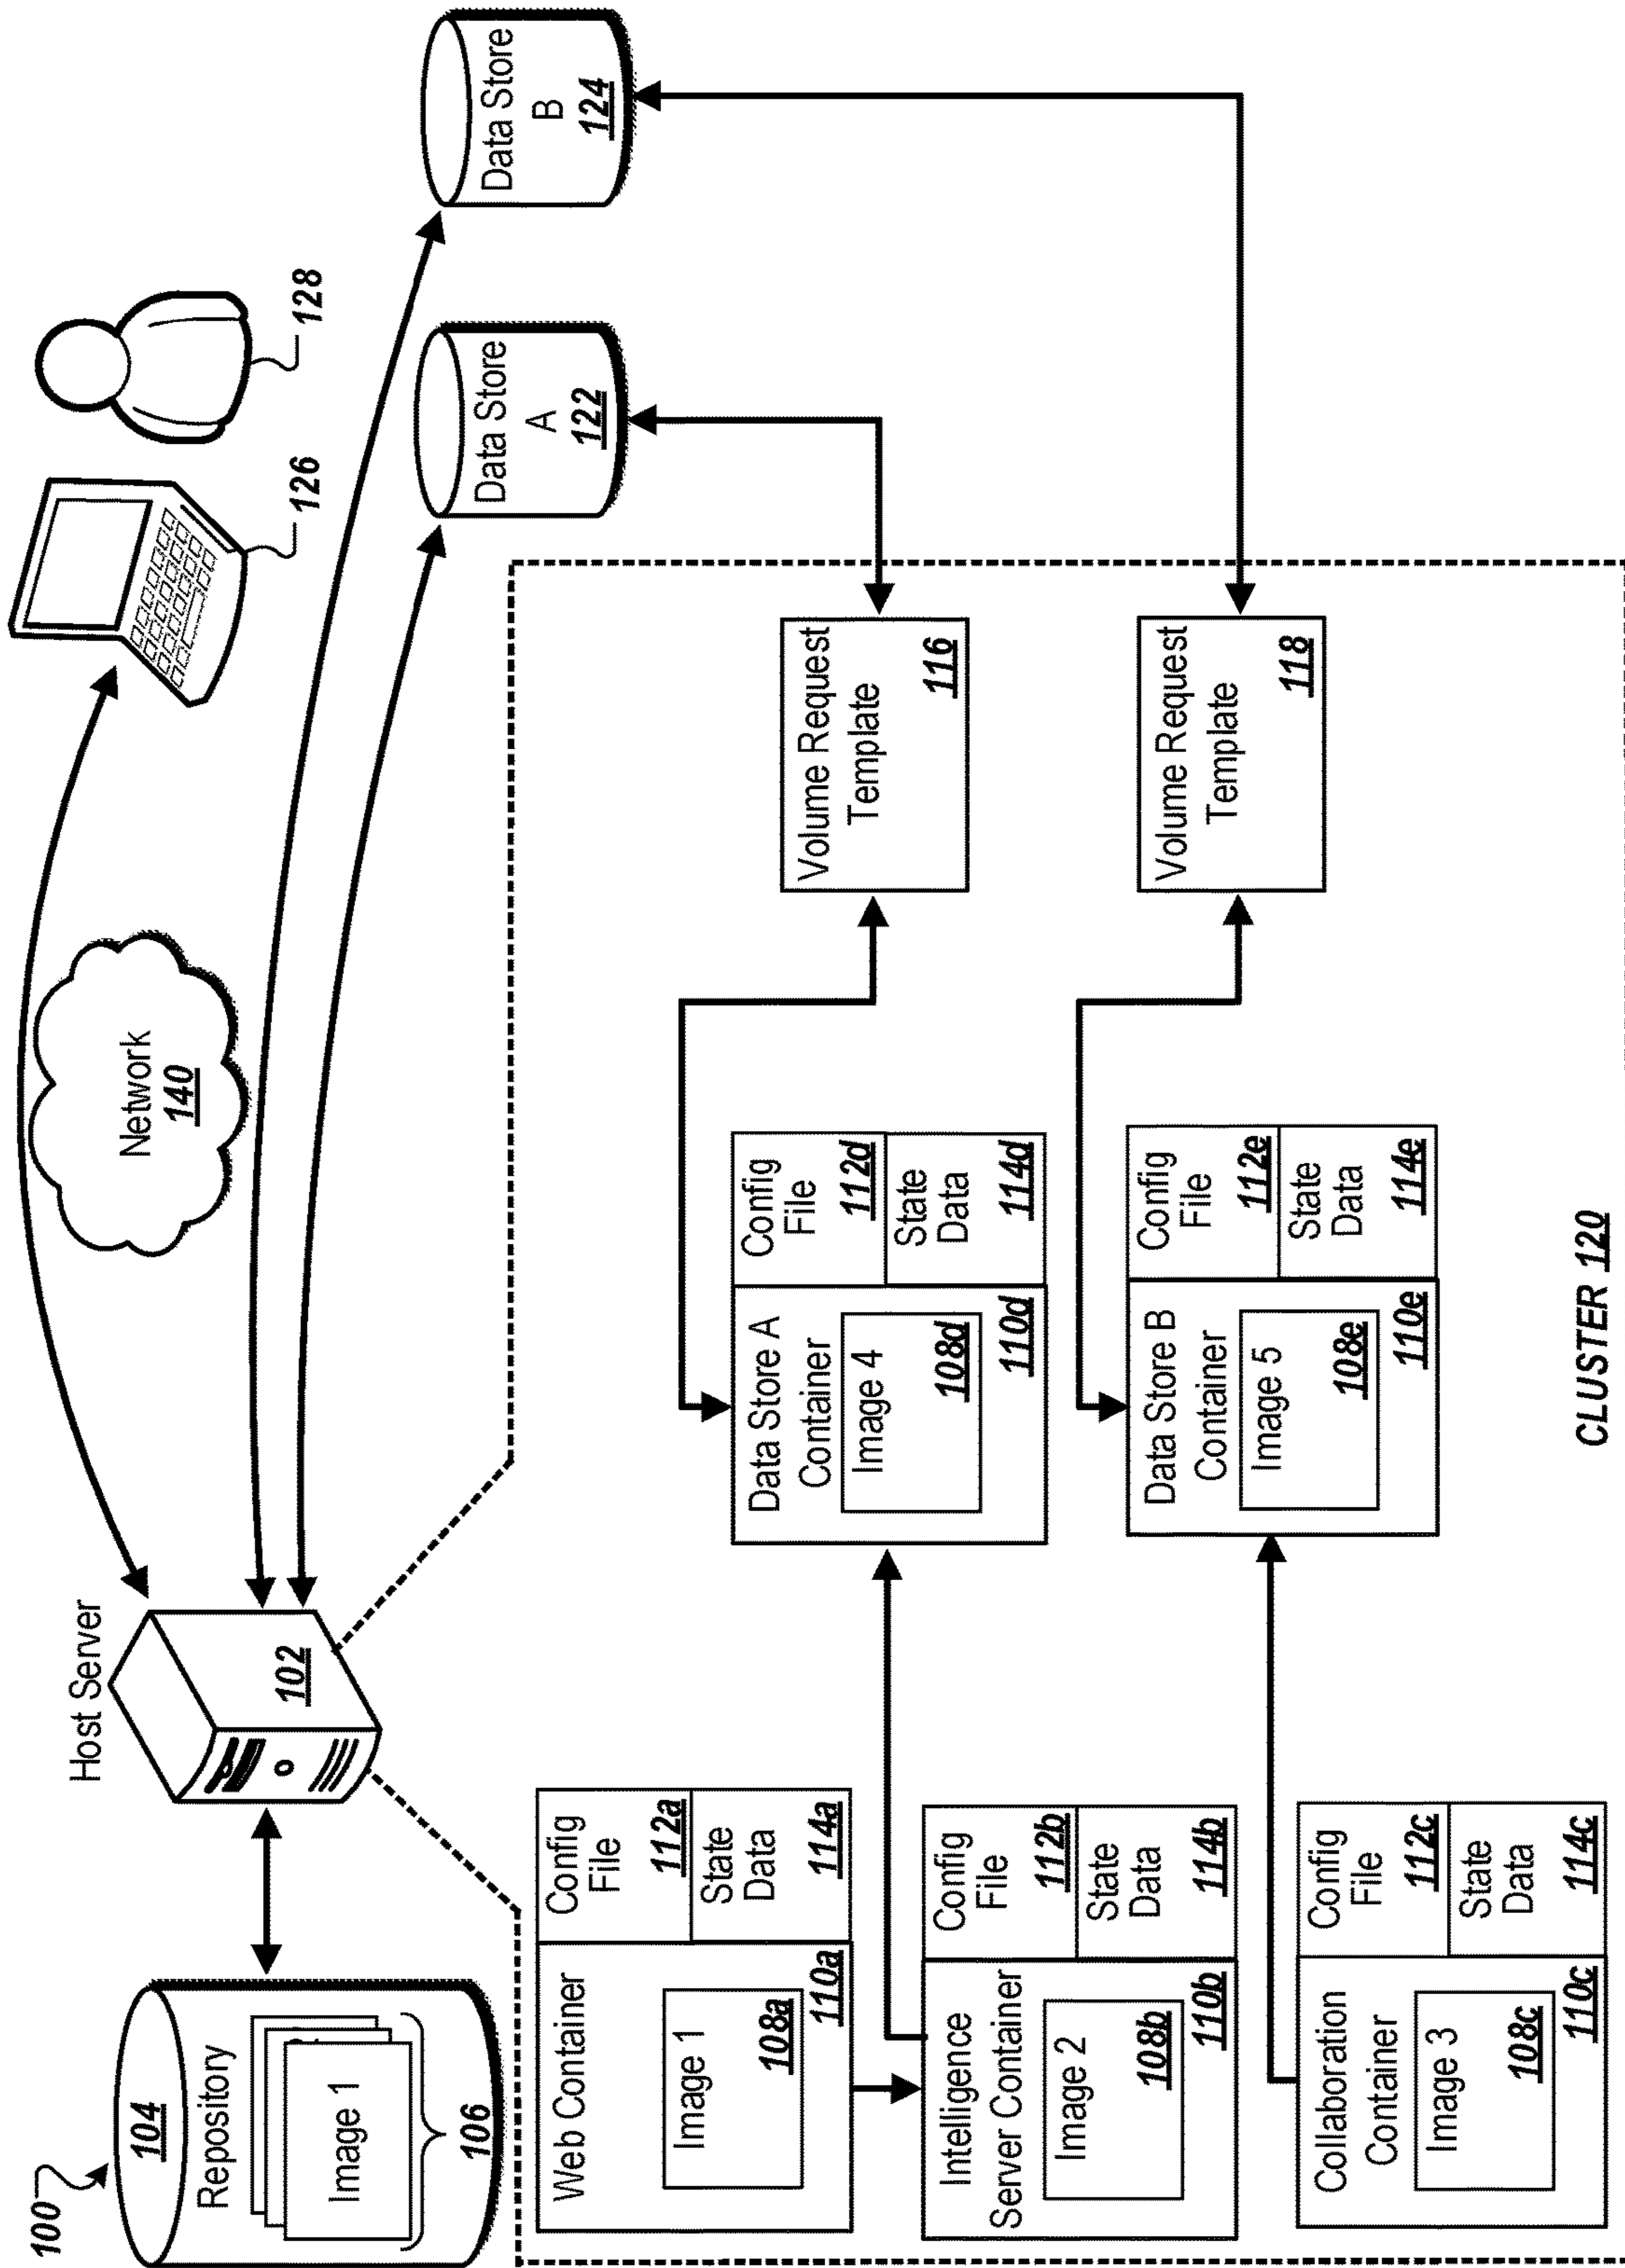 100
104
Repository
Image 1
106
Host Server
102
Network
140
126
128
Data Store
A
122
Data Store
B
124
Web Container
Image 1
108a
110a
Config
File
112a
State
Data
114a
Intelligence
Server Container
Image 2
108b
110b
Config
File
112b
State
Data
114b
Collaboration
Container
Image 3
108c
110c
Config
File
112c
State
Data
114c
Data Store A
Container
Image 4
108d
110d
Config
File
112d
State
Data
114d
Data Store B
Container
Image 5
108e
110e
Config
File
112e
State
Data
114e
Volume Request
Template
116
Volume Request
Template
118
CLUSTER 120